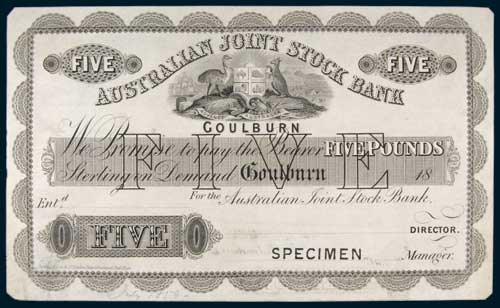 AUSTRALIAN JOINT STOCK BANK
FIVE FIVE
GOULBURN
We Promise to pay the Bearer FIVE POUNDS
FIVE
Sterling on Demand Goulburn 18
Ent.d For the Australian Joint Stock Bank.
DIRECTOR.
0 FIVE 0
SPECIMEN Manager.